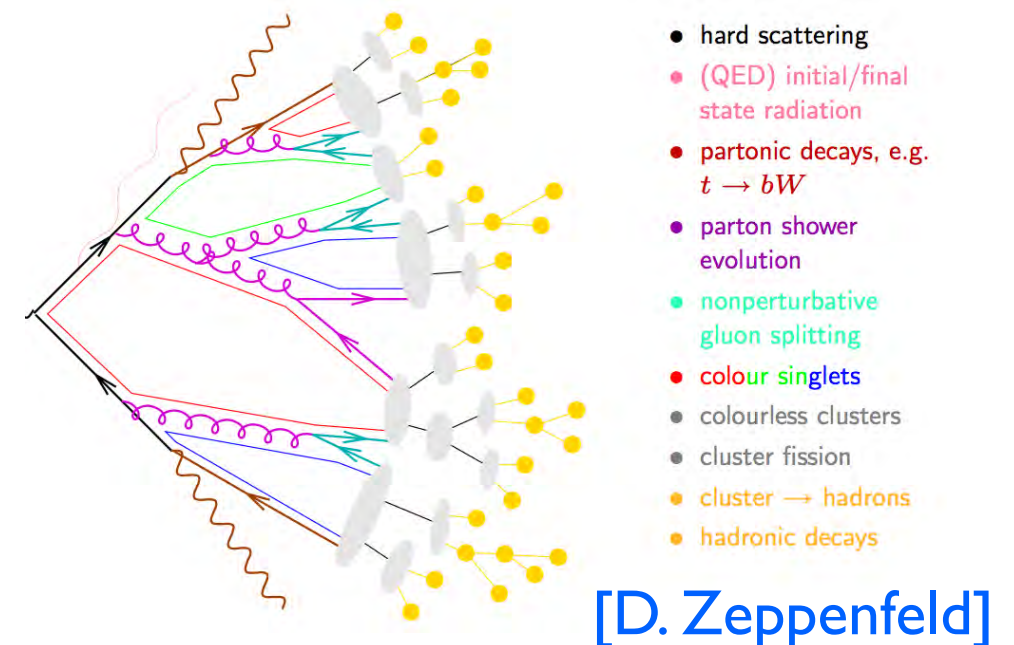 • hard scattering
• (QED) initial/final
state radiation
• partonic decays, e.g.
t → bW
• parton shower
evolution
• nonperturbative
gluon splitting
• colour singlets
• colourless clusters
• cluster fission
• cluster → hadrons
• hadronic decays
[D. Zeppenfeld]